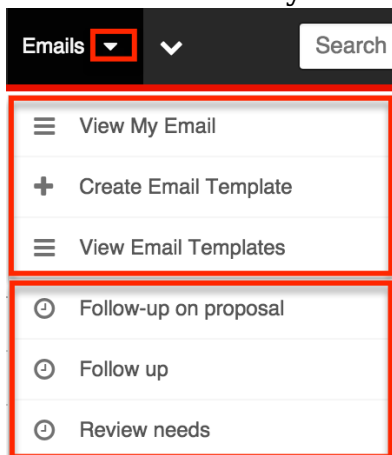 Emails
Search
View My Email
Create Email Template
View Email Templates
Follow-up on proposal
Follow up
Review needs